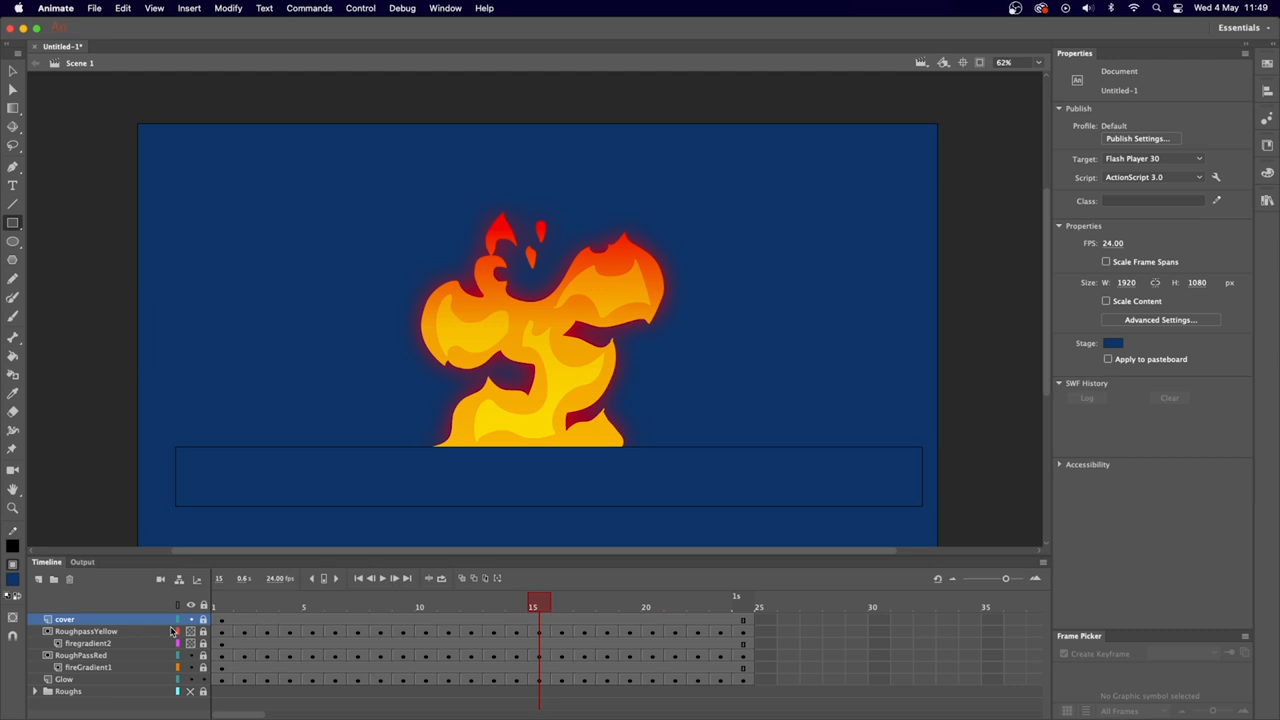 Animate File Edit View Insert Modify Text Commands Control Debug Window Help Wed 4 May 11:49
An Essentials
× Untitled-1*
Scene 1 62%
Properties
An Document
Untitled-1
Publish
Profile: Default
Publish Settings...
Target: Flash Player 30
Script: ActionScript 3.0
Class:
Properties
FPS: 24.00
Scale Frame Spans
Size: W: 1920 H: 1080 px
Scale Content
Advanced Settings...
Stage:
Apply to pasteboard
SWF History
Log Clear
Accessibility
Timeline Output
15 0.6 s 24.00 fps
1s
1 5 10 15 20 25 30 35
cover
RoughpassYellow
firegradient2
RoughPassRed
fireGradient1
Glow
Roughs
Frame Picker
Create Keyframe
No Graphic symbol selected
All Frames